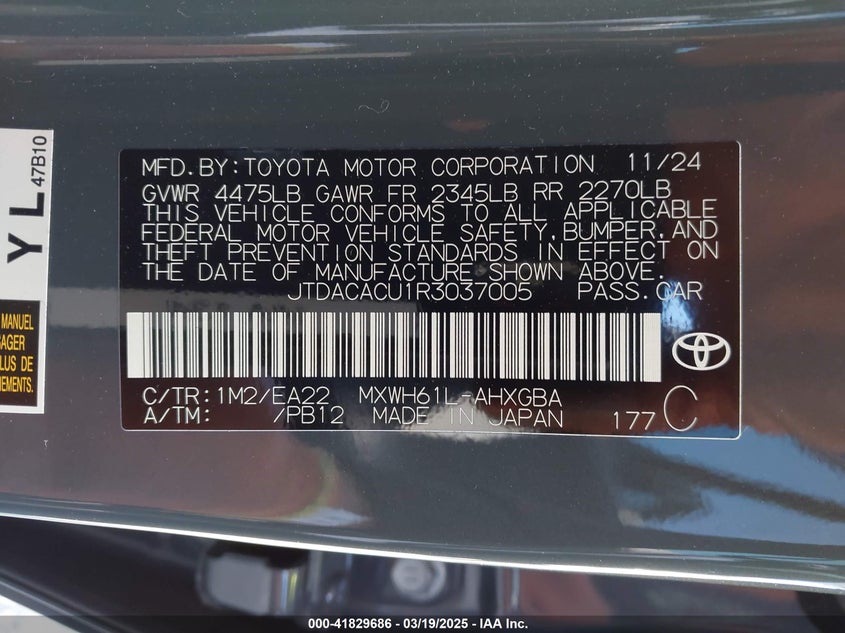 MFD.BY:TOYOTA MOTOR CORPORATION 11/24
GVWR 4475LB GAWR FR 2345LB RR 2270LB
THIS VEHICLE CONFORMS TO ALL APPLICABLE
FEDERAL MOTOR VEHICLE SAFETY,BUMPER,AND
THEFT PREVENTION STANDARDS IN EFFECT ON
THE DATE OF MANUFACTURE SHOWN ABOVE.
JTDACACU1R3037005 PASS.CAR
C/TR:1M2/EA22 MXWH61L-AHXGBA
A/TM: /PB12 MADE IN JAPAN 177 C
YL
47B10
MANUEL
LUS DE
000-41829686 - 03/19/2025 - IAA Inc.